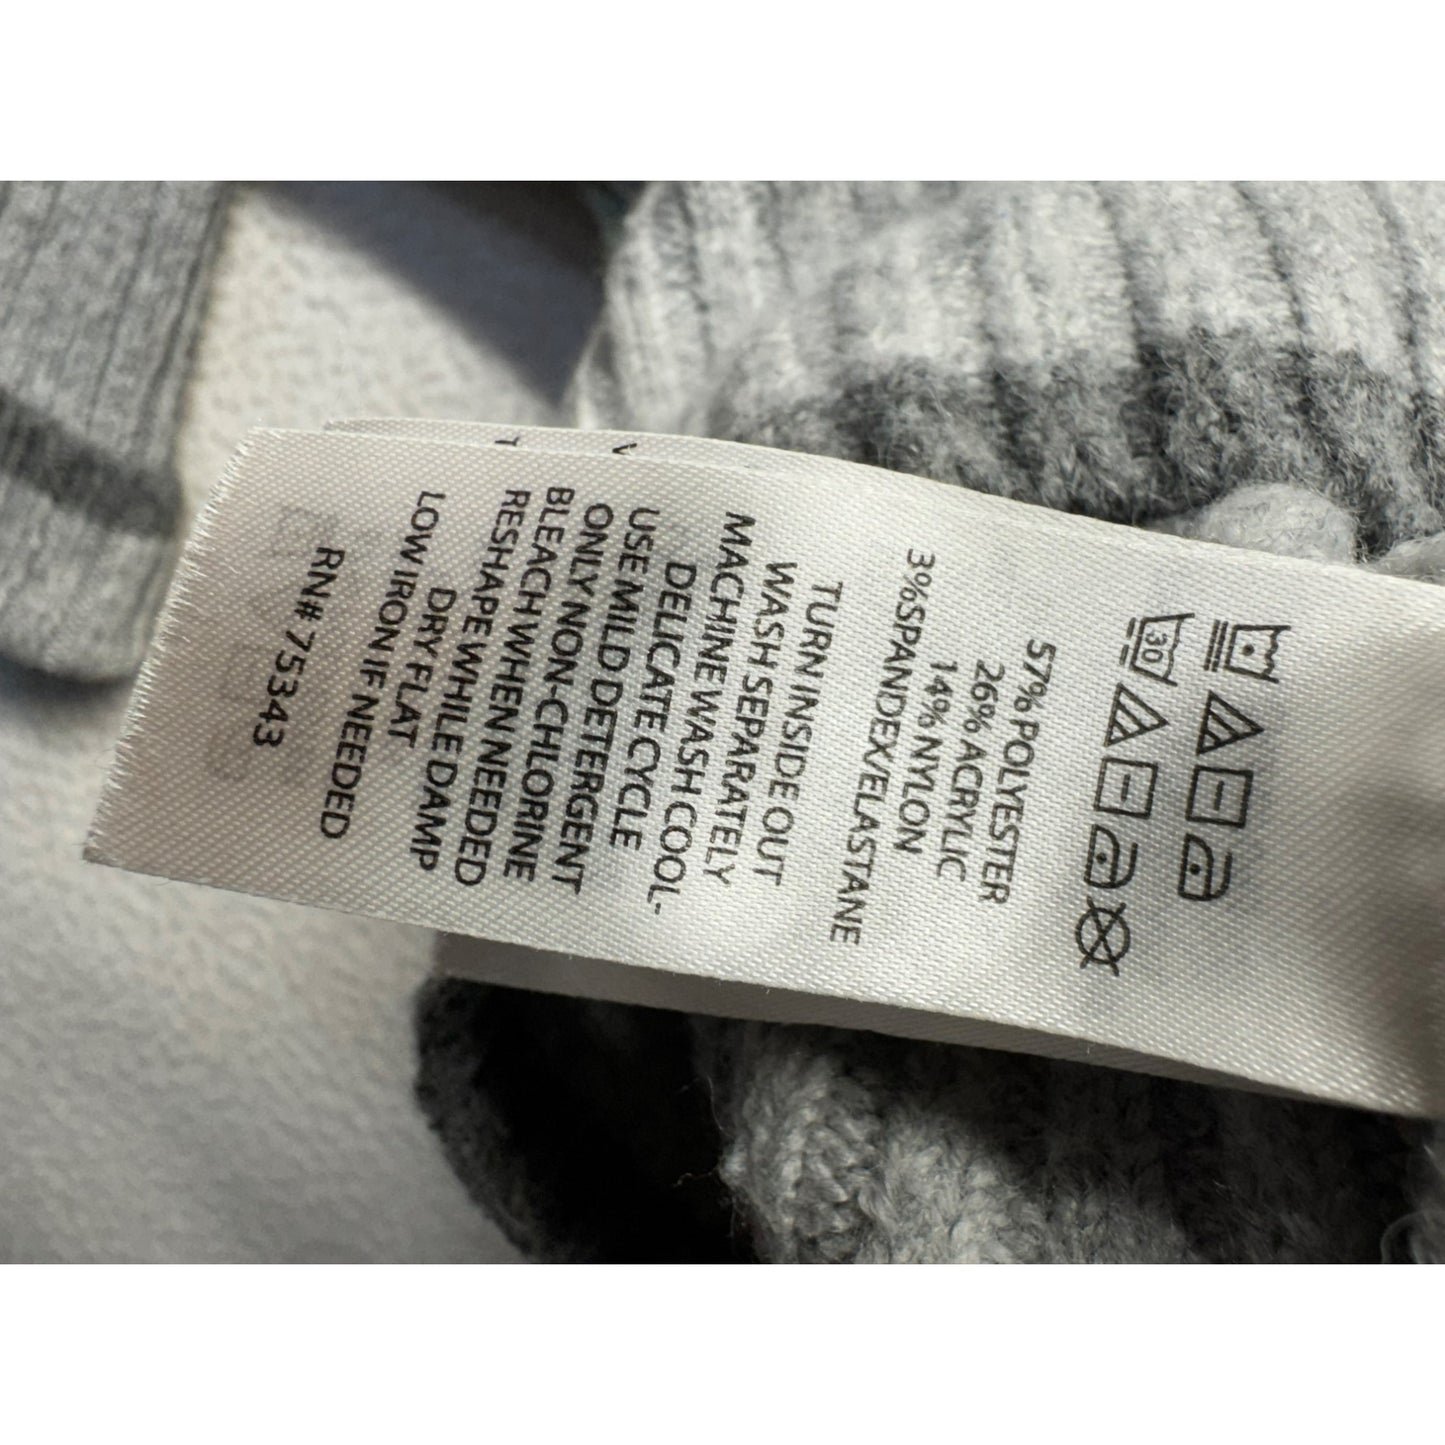 30
57% POLYESTER
26% ACRYLIC
14% NYLON
3%SPANDEX/ELASTANE
TURN INSIDE OUT
WASH SEPARATELY
MACHINE WASH COOL-
DELICATE CYCLE
USE MILD DETERGENT
ONLY NON-CHLORINE
BLEACH WHEN NEEDED
RESHAPE WHILE DAMP
DRY FLAT
LOW IRON IF NEEDED
RN# 75343